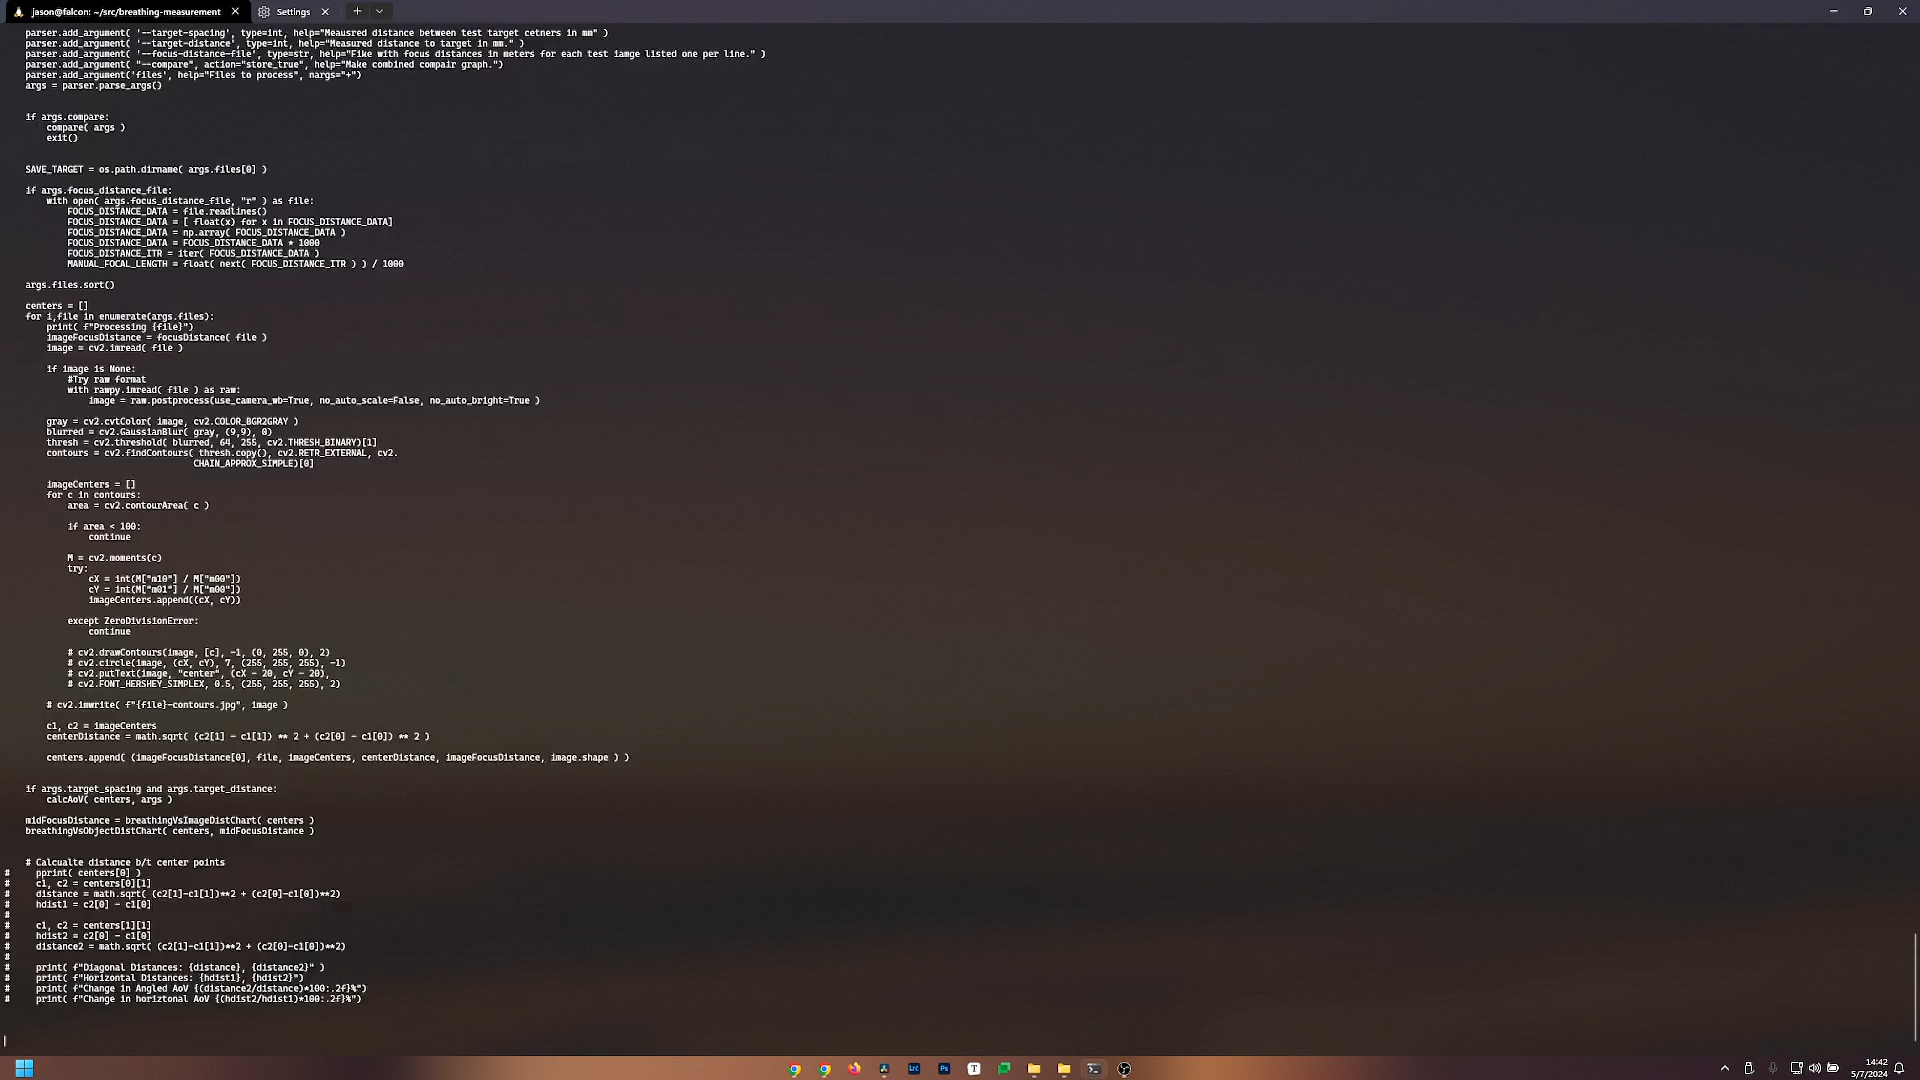 jason@falcon: ~/src/breathing-measurement
Settings
parser.add_argument( '--target-spacing', type=int, help="Meausred distance between test target cetners in mm" )
parser.add_argument( '--target-distance', type=int, help="Measured distance to target in mm." )
parser.add_argument( '--focus-distance-file', type=str, help="Fike with focus distances in meters for each test iamge listed one per line." )
parser.add_argument( "--compare", action="store_true", help="Make combined compair graph.")
parser.add_argument('files', help="Files to process", nargs="+")
args = parser.parse_args()
if args.compare:
compare( args )
exit()
SAVE_TARGET = os.path.dirname( args.files[0] )
if args.focus_distance_file:
with open( args.focus_distance_file, "r" ) as file:
FOCUS_DISTANCE_DATA = file.readlines()
FOCUS_DISTANCE_DATA = [ float(x) for x in FOCUS_DISTANCE_DATA]
FOCUS_DISTANCE_DATA = np.array( FOCUS_DISTANCE_DATA )
FOCUS_DISTANCE_DATA = FOCUS_DISTANCE_DATA * 1000
FOCUS_DISTANCE_ITR = iter( FOCUS_DISTANCE_DATA )
MANUAL_FOCAL_LENGTH = float( next( FOCUS_DISTANCE_ITR ) ) / 1000
args.files.sort()
centers = []
for i,file in enumerate(args.files):
print( f"Processing {file}")
imageFocusDistance = focusDistance( file )
image = cv2.imread( file )
if image is None:
#Try raw format
with rawpy.imread( file ) as raw:
image = raw.postprocess(use_camera_wb=True, no_auto_scale=False, no_auto_bright=True )
gray = cv2.cvtColor( image, cv2.COLOR_BGR2GRAY )
blurred = cv2.GaussianBlur( gray, (9,9), 0)
thresh = cv2.threshold( blurred, 64, 255, cv2.THRESH_BINARY)[1]
contours = cv2.findContours( thresh.copy(), cv2.RETR_EXTERNAL, cv2.
CHAIN_APPROX_SIMPLE)[0]
imageCenters = []
for c in contours:
area = cv2.contourArea( c )
if area < 100:
continue
M = cv2.moments(c)
try:
cX = int(M["m10"] / M["m00"])
cY = int(M["m01"] / M["m00"])
imageCenters.append((cX, cY))
except ZeroDivisionError:
continue
# cv2.drawContours(image, [c], -1, (0, 255, 0), 2)
# cv2.circle(image, (cX, cY), 7, (255, 255, 255), -1)
# cv2.putText(image, "center", (cX - 20, cY - 20),
# cv2.FONT_HERSHEY_SIMPLEX, 0.5, (255, 255, 255), 2)
# cv2.imwrite( f"{file}-contours.jpg", image )
c1, c2 = imageCenters
centerDistance = math.sqrt( (c2[1] - c1[1]) ** 2 + (c2[0] - c1[0]) ** 2 )
centers.append( (imageFocusDistance[0], file, imageCenters, centerDistance, imageFocusDistance, image.shape ) )
if args.target_spacing and args.target_distance:
calcAoV( centers, args )
midFocusDistance = breathingVsImageDistChart( centers )
breathingVsObjectDistChart( centers, midFocusDistance )
# Calcualte distance b/t center points
# pprint( centers[0] )
# c1, c2 = centers[0][1]
# distance = math.sqrt( (c2[1]-c1[1])**2 + (c2[0]-c1[0])**2)
# hdist1 = c2[0] - c1[0]
#
# c1, c2 = centers[1][1]
# hdist2 = c2[0] - c1[0]
# distance2 = math.sqrt( (c2[1]-c1[1])**2 + (c2[0]-c1[0])**2)
#
# print( f"Diagonal Distances: {distance}, {distance2}" )
# print( f"Horizontal Distances: {hdist1}, {hdist2}")
# print( f"Change in Angled AoV {(distance2/distance)*100:.2f}%")
# print( f"Change in horiztonal AoV {(hdist2/hdist1)*100:.2f}%")
LrC
Ps
T
14:42
5/7/2024